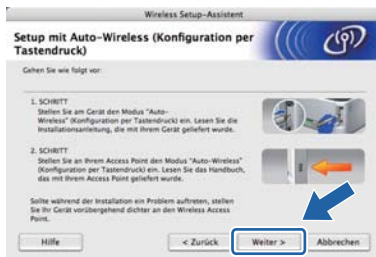 Wireless Setup-Assistent
Setup mit Auto-Wireless (Konfiguration per
Tastendruck)
Gehen Sie wie folgt vor:
1. SCHRITT
Stellen Sie am Gerät den Modus "Auto-
Wireless" (Konfiguration per Tastendruck) ein. Lesen Sie die
Installationsanleitung, die mit Ihrem Gerät geliefert wurde.
2. SCHRITT
Stellen Sie an Ihrem Access Point den Modus "Auto-Wireless"
(Konfiguration per Tastendruck) ein. Lesen Sie das Handbuch,
das mit Ihrem Access Point geliefert wurde.
Sollte während der Installation ein Problem auftreten, stellen
Sie Ihr Gerät vorübergehend dichter an den Wireless Access
Point.
Hilfe
< Zurück
Weiter >
Abbrechen